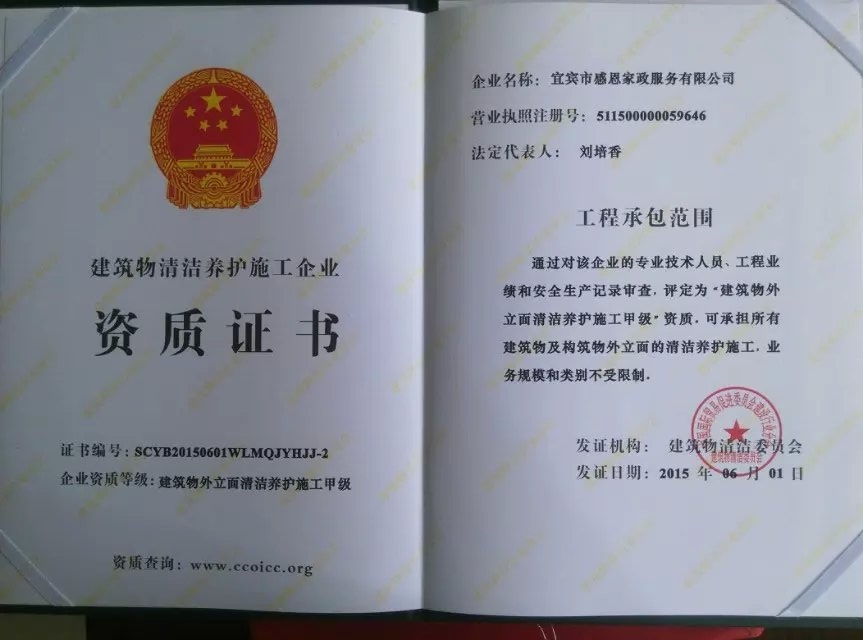 建筑物清洁养护施工企业
资质证书
证书编号：SCYB20150601WLMQJYHJJ-2
企业资质等级：建筑物外立面清洁养护施工甲级
资质查询：www.ccoicc.org
企业名称：宜宾市感恩家政服务有限公司
营业执照注册号：511500000059646
法定代表人：刘培香
工程承包范围
通过对该企业的专业技术人员、工程业
绩和安全生产记录审查，评定为“建筑物外
立面清洁养护施工甲级”资质，可承担所有
建筑物及构筑物外立面的清洁养护施工，业
务规模和类别不受限制．
发证机构：建筑物清洁委员会
发证日期：2015 年 06 月 01 日